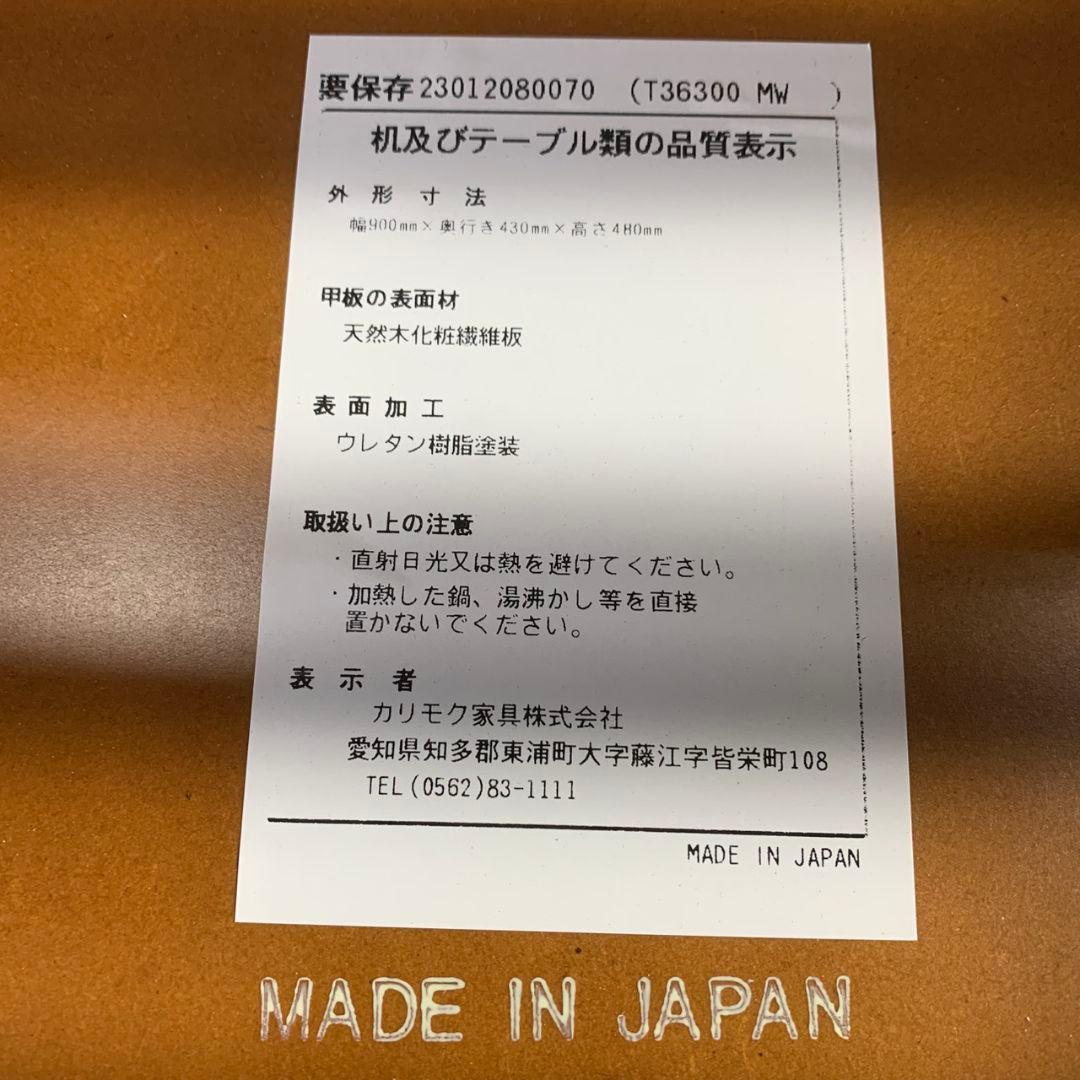 要保存23012080070 (T36300 MW )
机及びテーブル類の品質表示
外形寸法
幅900mm×奥行き430mm×高さ480mm
甲板の表面材
天然木化粧繊維板
表面加工
ウレタン樹脂塗装
取扱い上の注意
・直射日光又は熱を避けてください。
・加熱した鍋、湯沸かし等を直接
置かないでください。
表示者
カリモク家具株式会社
愛知県知多郡東浦町大字藤江字皆栄町108
TEL(0562)83-1111
MADE IN JAPAN
MADE IN JAPAN